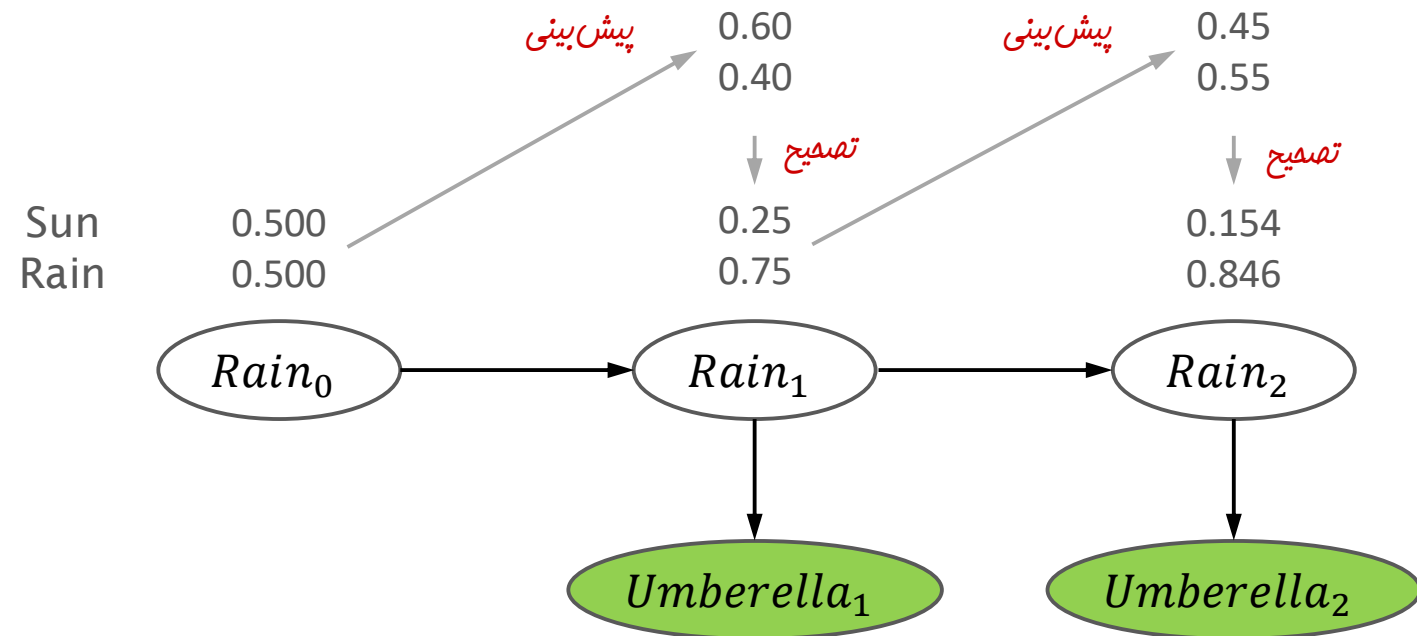 پیش‌بینی 0.60 پیش‌بینی 0.45
0.40 0.55
تصحیح تصحیح
Sun 0.500 0.25 0.154
Rain 0.500 0.75 0.846
Rain₀ Rain₁ Rain₂
Umberella₁ Umberella₂